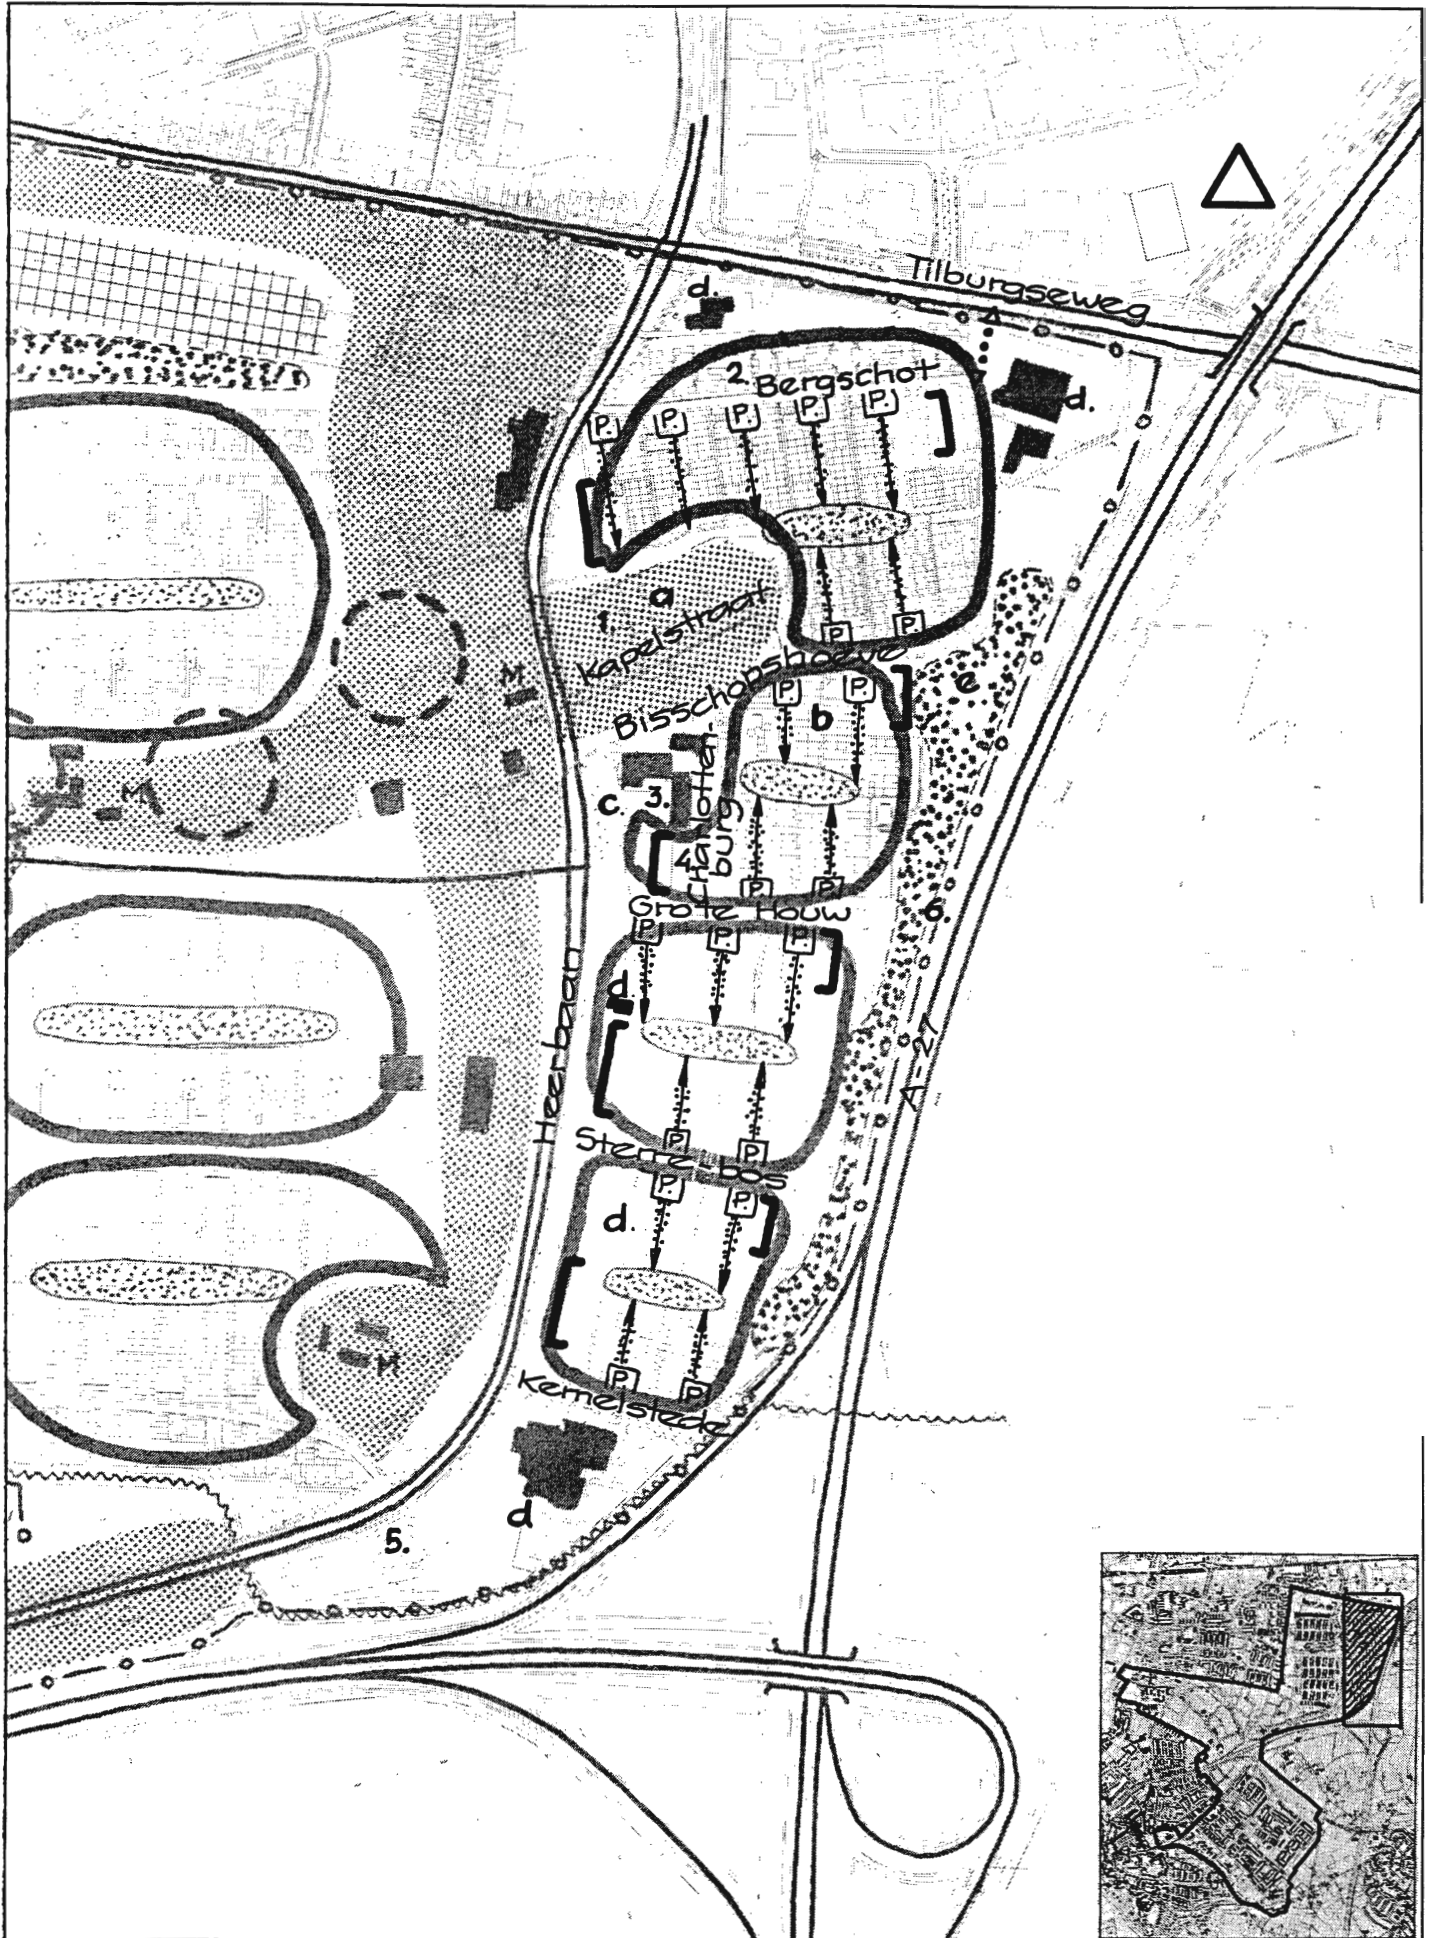 Tilburgseweg
d.
2.
Bergschot
d.
P. P. P. P. P.
a
1.
Kapelstraat
P. P.
Bisschopshoeve
M
P. P.
b
e
M
c
3.
4.
Charlotten-
burg
P. P.
Grote Houw
6.
P. P. P.
d.
Heerbaan
A-27
P. P.
Sterre-bos
P. P.
d.
M
P. P.
Kemelstede
d
5.